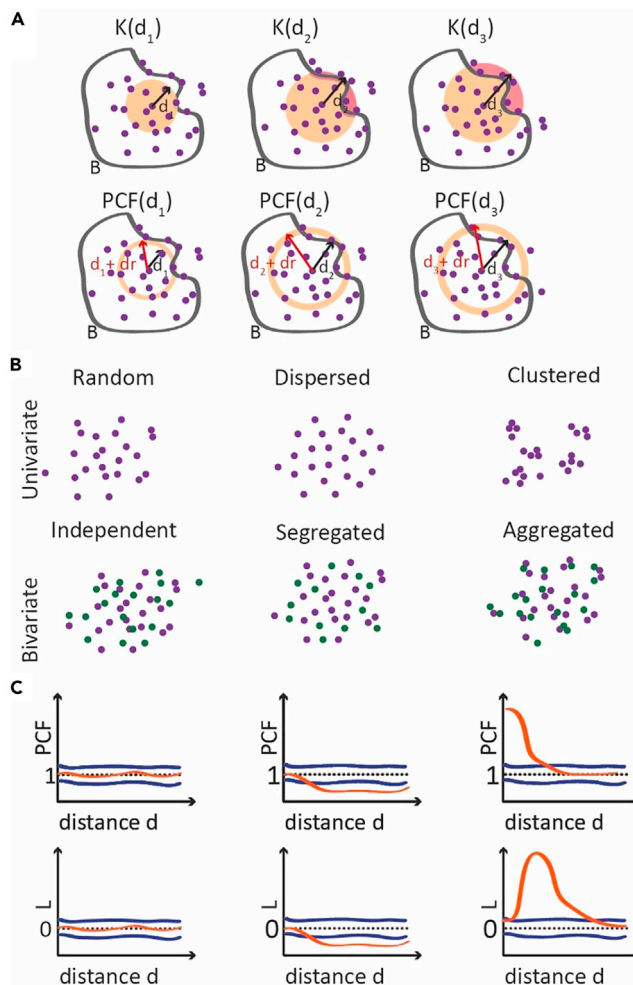 A
K(d1) K(d2) K(d3)
d1 d d3
B B B
PCF(d1) PCF(d2) PCF(d3)
d1+ dr d1 d2+ dr d2 d3+ dr d3
B B B
B
Random Dispersed Clustered
Univariate
Independent Segregated Aggregated
Bivariate
C
PCF PCF PCF
1 1 1
distance d distance d distance d
L L L
0 0 0
distance d distance d distance d